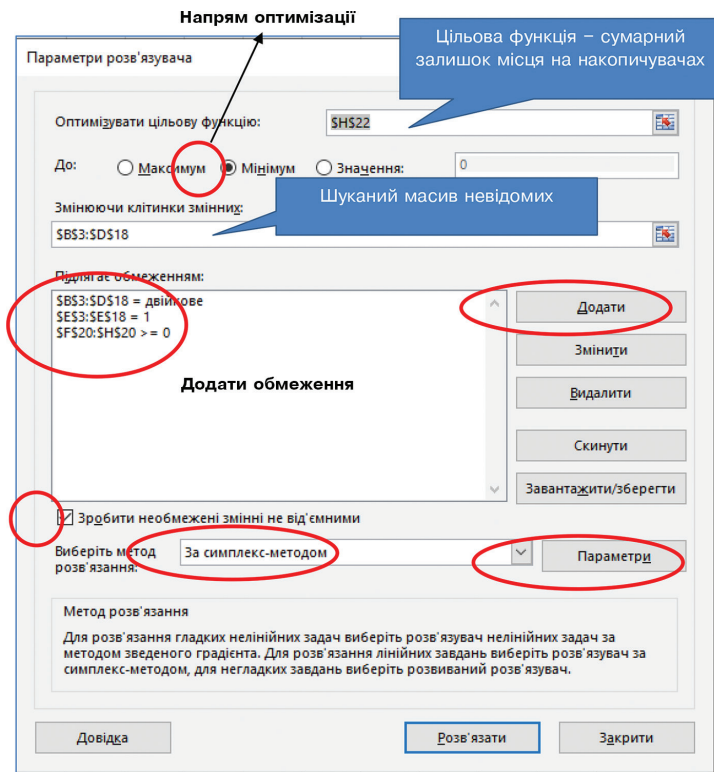 Напрям оптимізації
Цільова функція – сумарний
залишок місця на накопичувачах
Параметри розв'язувача
Оптимізувати цільову функцію:
$H$22
До:
Максимум
Мінімум
Значення:
0
Шуканий масив невідомих
Змінюючи клітинки змінних:
$B$3:$D$18
Підлягає обмеженням:
$B$3:$D$18 = двійкове
$E$3:$E$18 = 1
$F$20:$H$20 >= 0
Додати обмеження
Додати
Змінити
Видалити
Скинути
Завантажити/зберегти
Зробити необмежені змінні не від'ємними
Виберіть метод
розв'язання:
За симплекс-методом
Параметри
Метод розв'язання
Для розв'язання гладких нелінійних задач виберіть розв'язувач нелінійних задач за
методом зведеного градієнта. Для розв'язання лінійних завдань виберіть розв'язувач за
симплекс-методом, для негладких завдань виберіть розвиваний розв'язувач.
Довідка
Розв'язати
Закрити